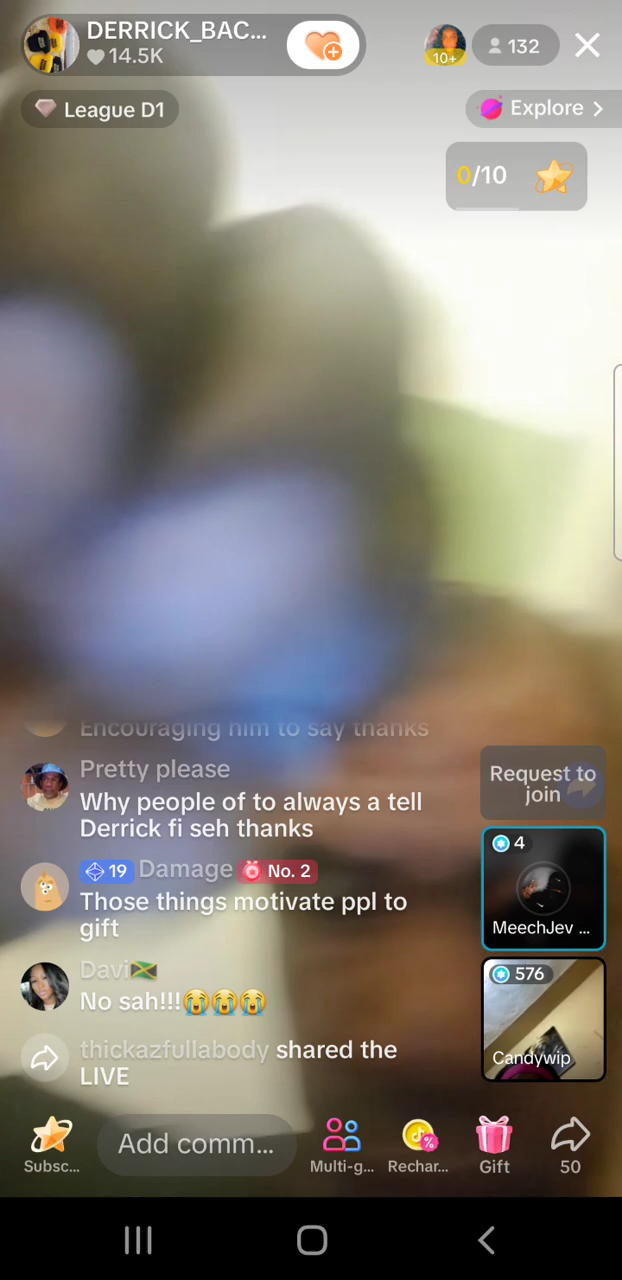 DERRICK_BAC...
14.5K
10+
132
League D1
Explore
0/10
Encouraging him to say thanks
Pretty please
Why people of to always a tell
Derrick fi seh thanks
19 Damage No. 2
Those things motivate ppl to
gift
Davi🇯🇲
No sah!!!😭😭😭
thickazfullabody shared the
LIVE
Request to
join
4
MeechJev ...
576
Candywip
Subsc...
Add comm...
Multi-g...
Rechar...
Gift
50